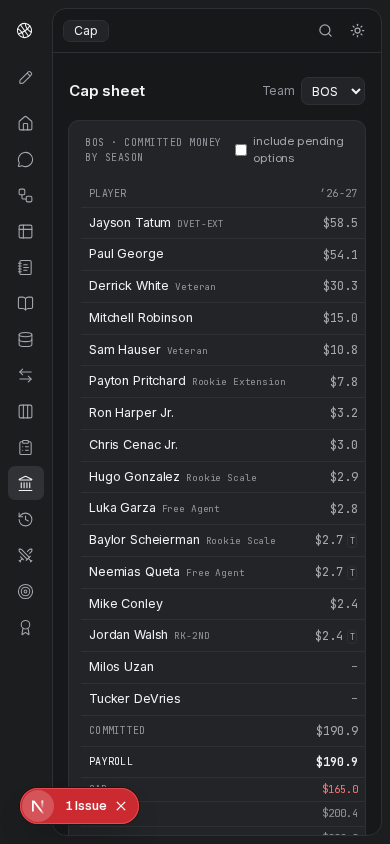 Cap
Cap sheet
Team BOS
BOS · COMMITTED MONEY BY SEASON
include pending options
PLAYER '26-27
Jayson Tatum DVET-EXT $58.5
Paul George $54.1
Derrick White Veteran $30.3
Mitchell Robinson $15.0
Sam Hauser Veteran $10.8
Payton Pritchard Rookie Extension $7.8
Ron Harper Jr. $3.2
Chris Cenac Jr. $3.0
Hugo Gonzalez Rookie Scale $2.9
Luka Garza Free Agent $2.8
Baylor Scheierman Rookie Scale $2.7 T
Neemias Queta Free Agent $2.7 T
Mike Conley $2.4
Jordan Walsh RK-2ND $2.4 T
Milos Uzan –
Tucker DeVries –
COMMITTED $190.9
PAYROLL $190.9
$165.0
$200.4
N 1 Issue